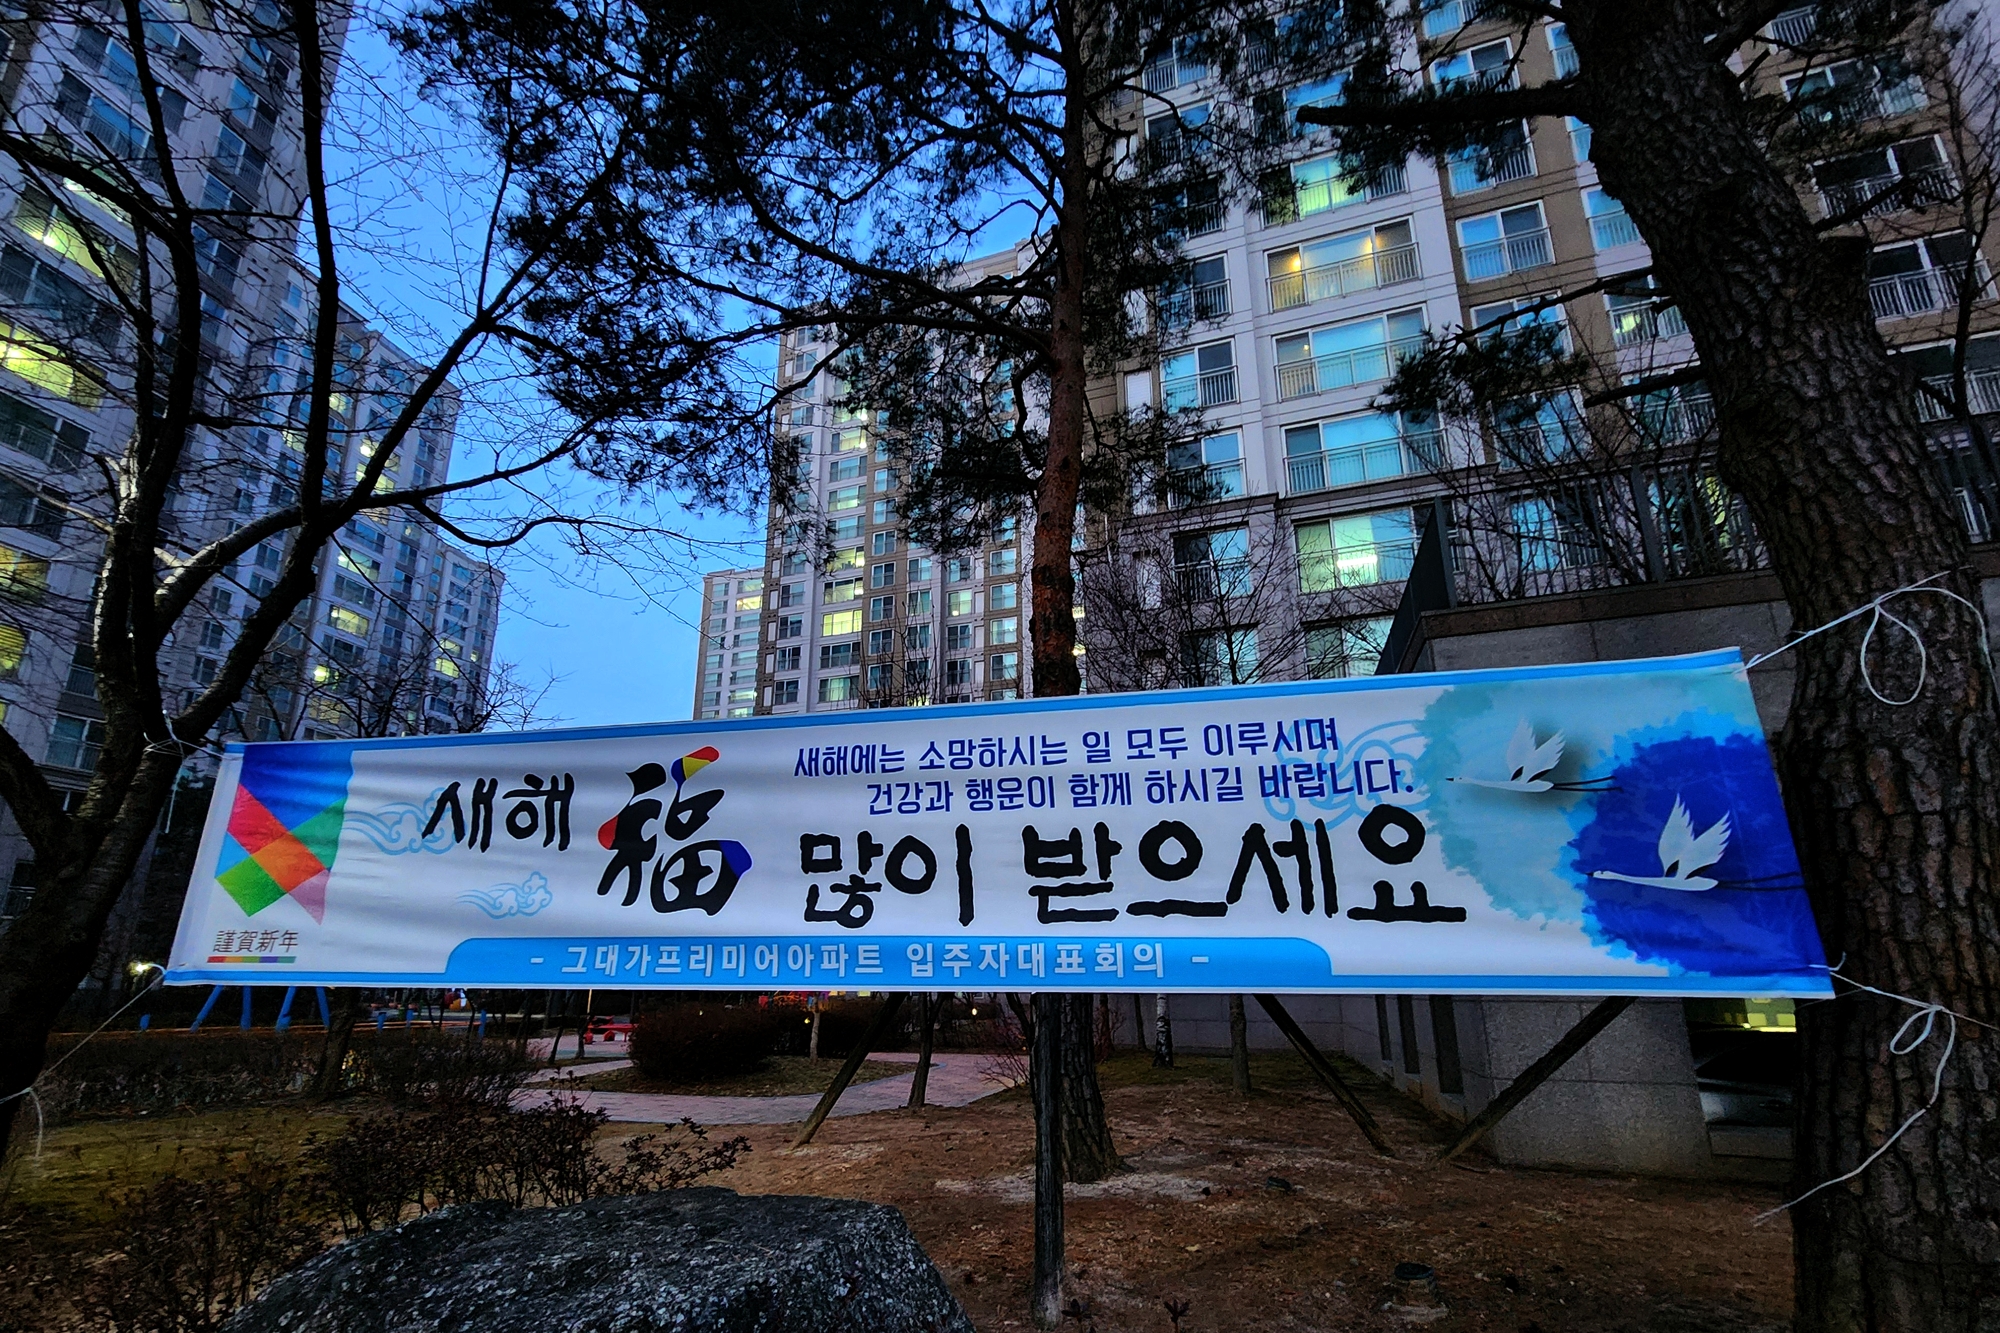 새해에는 소망하시는 일 모두 이루시며
건강과 행운이 함께 하시길 바랍니다.
새해 福 많이 받으세요
謹賀新年
- 그대가프리미어아파트 입주자대표회의 -